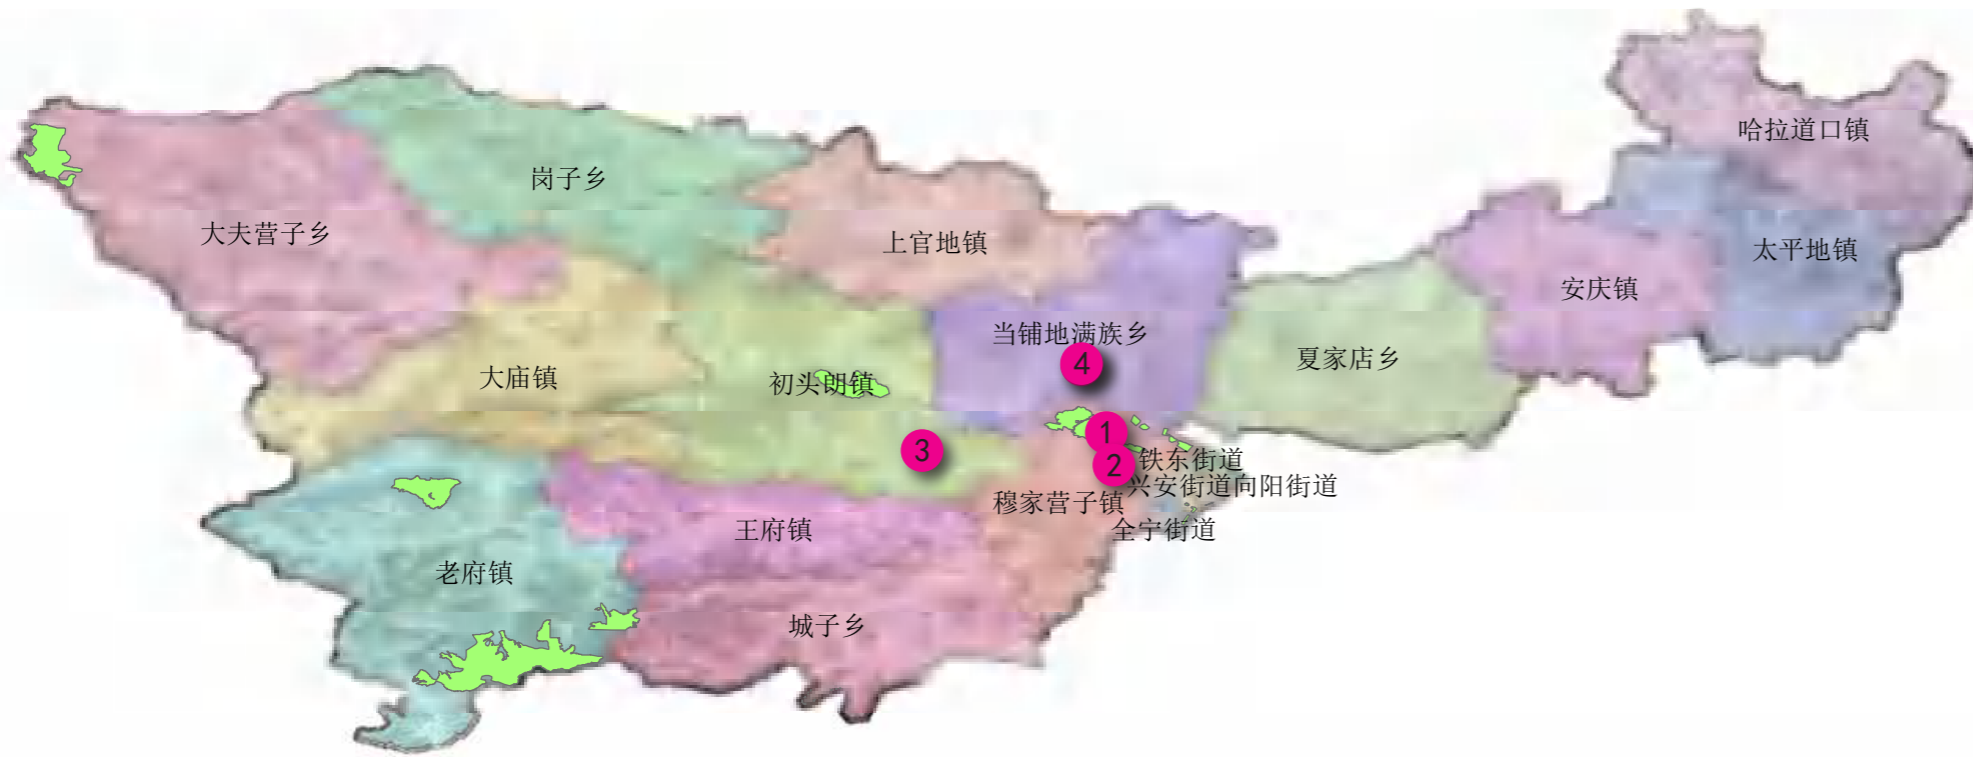 哈拉道口镇
岗子乡
大夫营子乡
上官地镇
太平地镇
安庆镇
当铺地满族乡
夏家店乡
4
大庙镇
初头朗镇
1
3
铁东街道
2
兴安街道向阳街道
穆家营子镇
王府镇
全宁街道
老府镇
城子乡